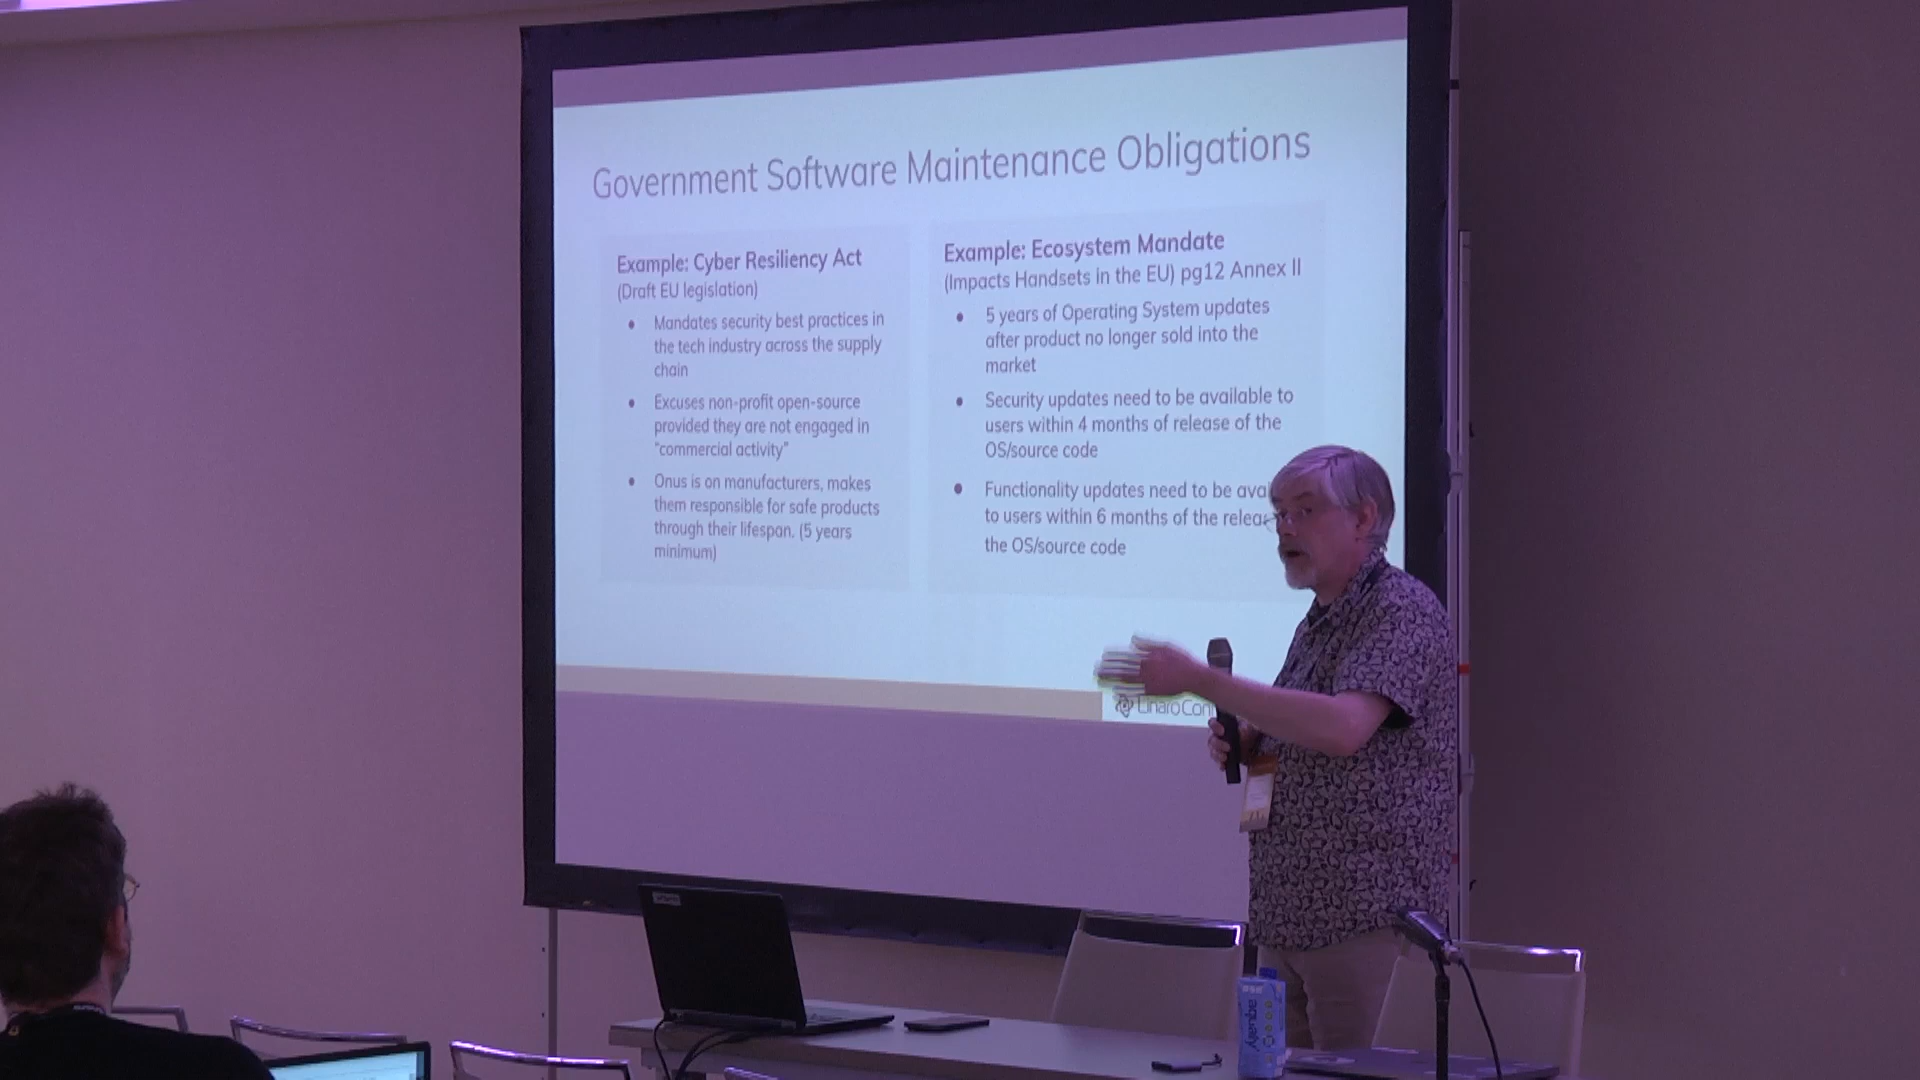 Government Software Maintenance Obligations
Example: Cyber Resiliency Act
(Draft EU legislation)
● Mandates security best practices in
the tech industry across the supply
chain
● Excuses non-profit open-source
provided they are not engaged in
"commercial activity"
● Onus is on manufacturers, makes
them responsible for safe products
through their lifespan. (5 years
minimum)
Example: Ecosystem Mandate
(Impacts Handsets in the EU) pg12 Annex II
● 5 years of Operating System updates
after product no longer sold into the
market
● Security updates need to be available to
users within 4 months of release of the
OS/source code
● Functionality updates need to be ava
to users within 6 months of the relea
the OS/source code
Linaro Con
aquality